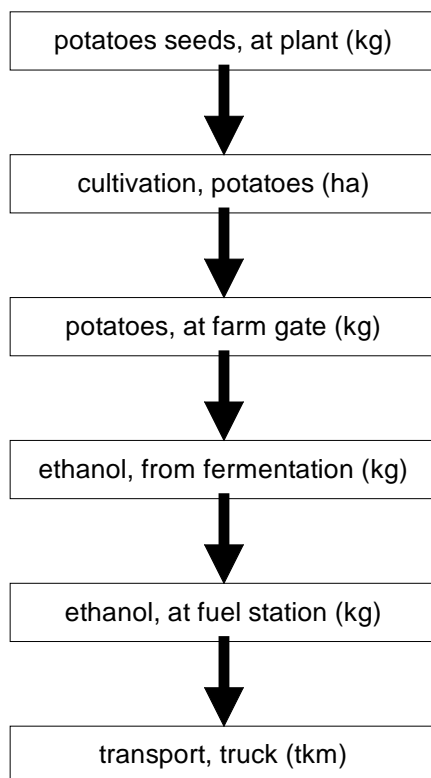 potatoes seeds, at plant (kg)
cultivation, potatoes (ha)
potatoes, at farm gate (kg)
ethanol, from fermentation (kg)
ethanol, at fuel station (kg)
transport, truck (tkm)